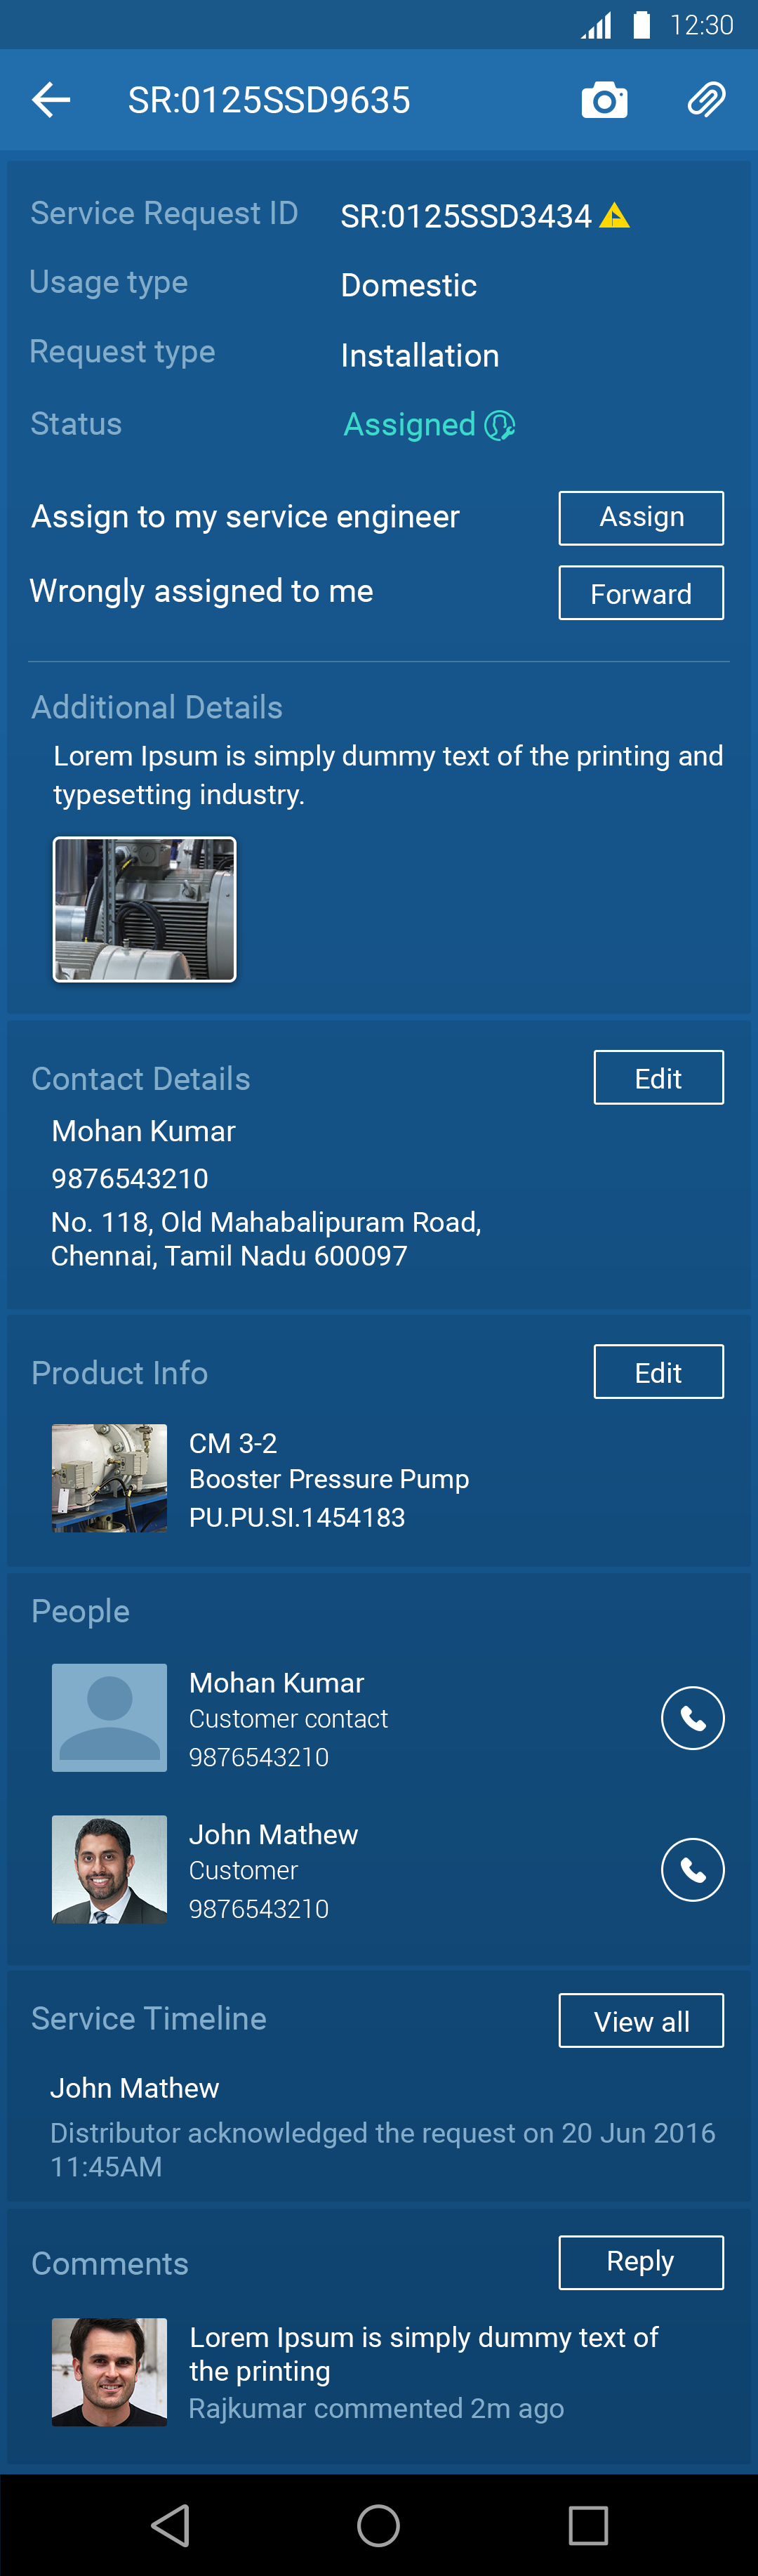 12:30
SR:0125SSD9635
Service Request ID SR:0125SSD3434
Usage type Domestic
Request type Installation
Status Assigned
Assign to my service engineer Assign
Wrongly assigned to me Forward
Additional Details
Lorem Ipsum is simply dummy text of the printing and
typesetting industry.
Contact Details Edit
Mohan Kumar
9876543210
No. 118, Old Mahabalipuram Road,
Chennai, Tamil Nadu 600097
Product Info Edit
CM 3-2
Booster Pressure Pump
PU.PU.SI.1454183
People
Mohan Kumar
Customer contact
9876543210
John Mathew
Customer
9876543210
Service Timeline View all
John Mathew
Distributor acknowledged the request on 20 Jun 2016
11:45AM
Comments Reply
Lorem Ipsum is simply dummy text of
the printing
Rajkumar commented 2m ago